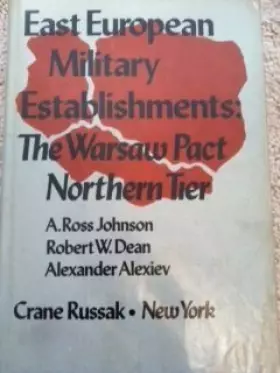 East European
Military
Establishments:
The Warsaw Pact
Northern Tier
A. Ross Johnson
Robert W. Dean
Alexander Alexiev
Crane Russak • New York